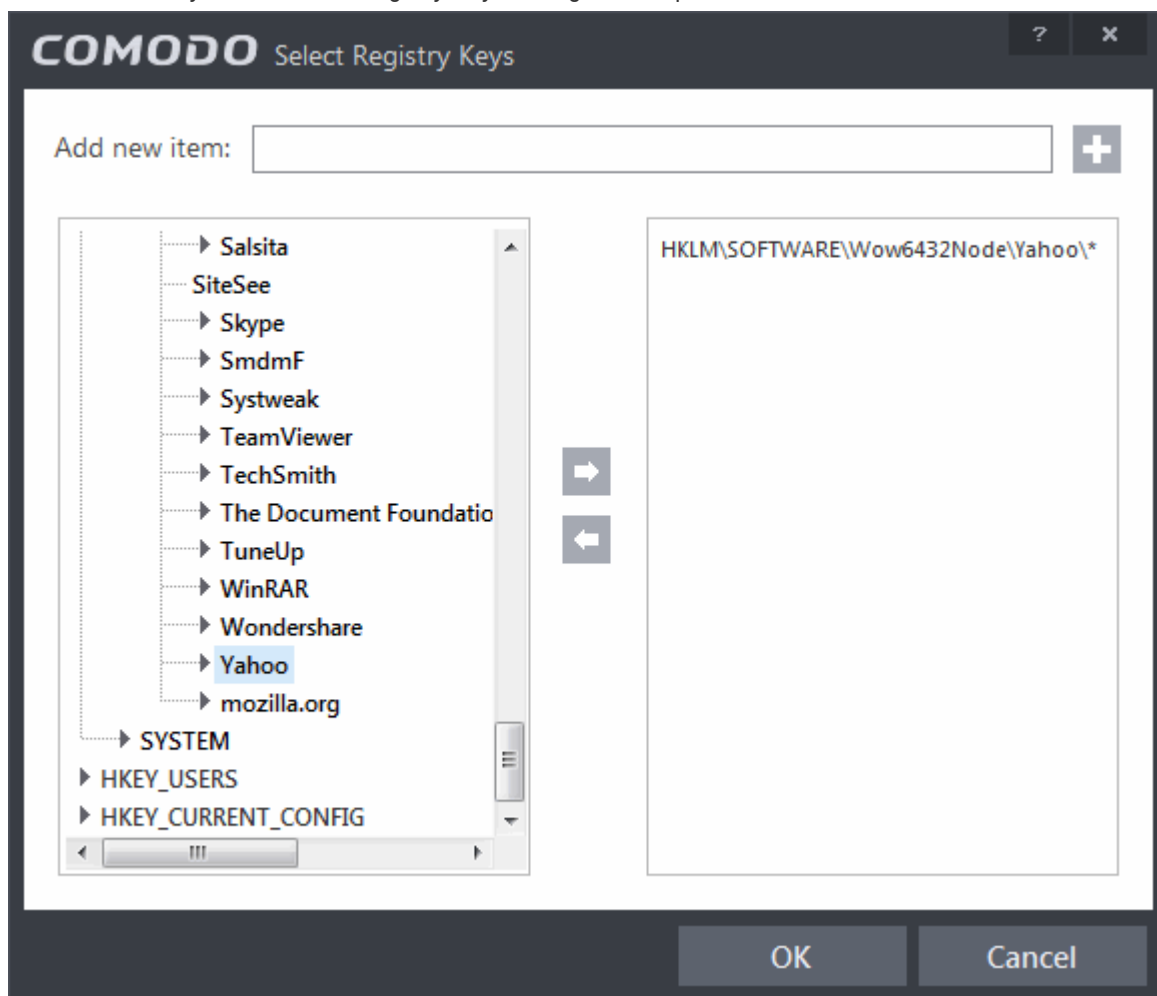 COMODO Select Registry Keys
? ×
Add new item:
Salsita
SiteSee
Skype
SmdmF
Systweak
TeamViewer
TechSmith
The Document Foundatio
TuneUp
WinRAR
Wondershare
Yahoo
mozilla.org
SYSTEM
HKEY_USERS
HKEY_CURRENT_CONFIG
HKLM\SOFTWARE\Wow6432Node\Yahoo\*
OK Cancel